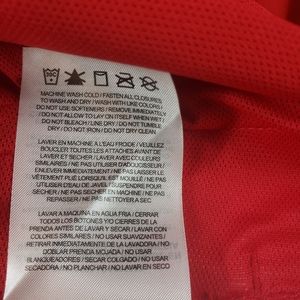 MACHINE WASH COLD / FASTEN ALL CLOSURES
TO WASH AND DRY / WASH WITH LIKE COLORS /
DO NOT USE SOFTENERS / REMOVE IMMEDIATELY
/ DO NOT ALLOW TO LAY ON ITSELF WHEN WET /
DO NOT BLEACH / LINE DRY / DO NOT TUMBLE
DRY / DO NOT IRON / DO NOT DRY CLEAN
LAVER EN MACHINE À L'EAU FROIDE / VEUILLEZ
BOUCLER TOUTES LES ATTACHES AVANT DE
LAVER ET SÉCHER / LAVER AVEC COULEURS
SIMILAIRES / NE PAS UTILISER D'ADOUCISSEUR /
ENLEVER IMMÉDIATEMENT / NE PAS LAISSER LE
VÊTEMENT PLIÉ LORSQU'IL EST MOUILLÉ / NE PAS
UTILISER D'EAU DE JAVEL / SUSPENDRE POUR
SÉCHER / NE PAS SÉCHER À LA MACHINE / NE PAS
REPASSER / NE PAS NETTOYER À SEC
LAVAR A MAQUINA EN AGUA FRIA / CERRAR
TODOS LOS BOTONES Y/O CIERRES DE LA
PRENDA ANTES DE LAVAR Y SECAR / LAVAR CON
COLORES SIMILARES / NO USAR SUAVIZANTES /
RETIRAR INMEDIATAMENTE DE LA LAVADORA / NO
DOBLAR PRENDA MOJADA / NO USAR
BLANQUEADORES / SECAR COLGADO / NO USAR
SECADORA / NO PLANCHAR / NO LAVAR EN SECO